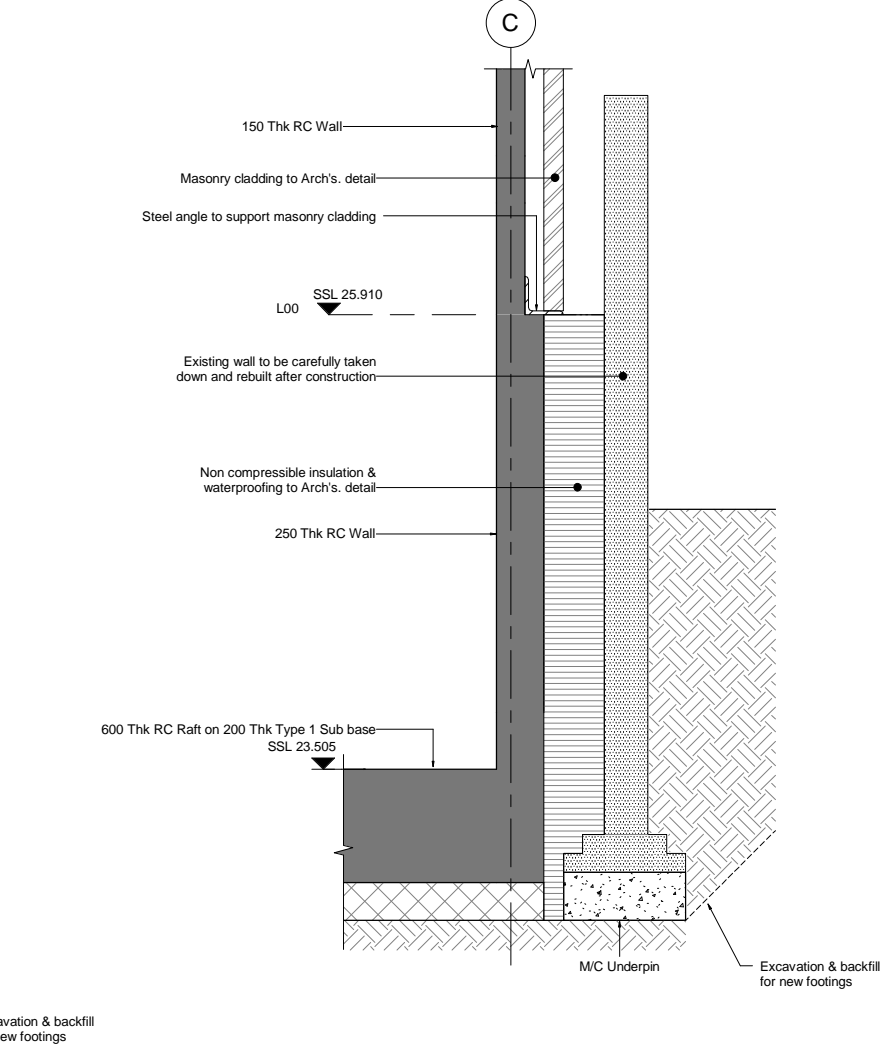 C
150 Thk RC Wall
Masonry cladding to Arch's. detail
Steel angle to support masonry cladding
SSL 25.910
L00
Existing wall to be carefully taken
down and rebuilt after construction
Non compressible insulation &
waterproofing to Arch's. detail
250 Thk RC Wall
600 Thk RC Raft on 200 Thk Type 1 Sub base
SSL 23.505
M/C Underpin
Excavation & backfill
for new footings
avation & backfill
ew footings